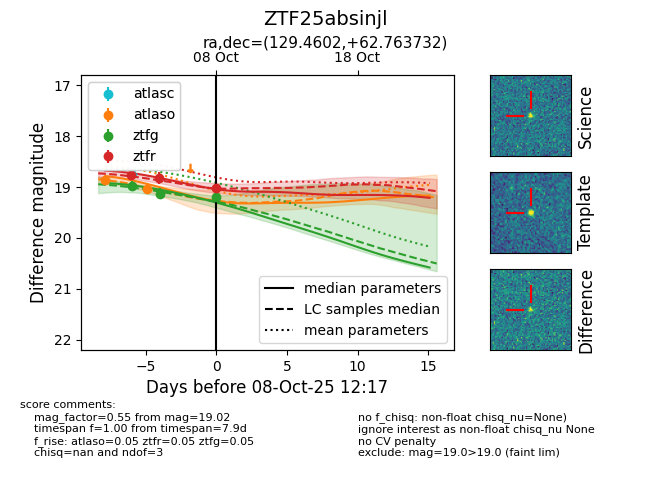 ZTF25absinjl
ra,dec=(129.4602,+62.763732)
08 Oct
18 Oct
17
18
19
20
21
22
Difference magnitude
atlasc
atlaso
ztfg
ztfr
median parameters
LC samples median
mean parameters
−5
0
5
10
15
Days before 08-Oct-25 12:17
Science
Template
Difference
score comments:
mag_factor=0.55 from mag=19.02
timespan f=1.00 from timespan=7.9d
f_rise: atlaso=0.05 ztfr=0.05 ztfg=0.05
chisq=nan and ndof=3
no f_chisq: non-float chisq_nu=None)
ignore interest as non-float chisq_nu None
no CV penalty
exclude: mag=19.0>19.0 (faint lim)